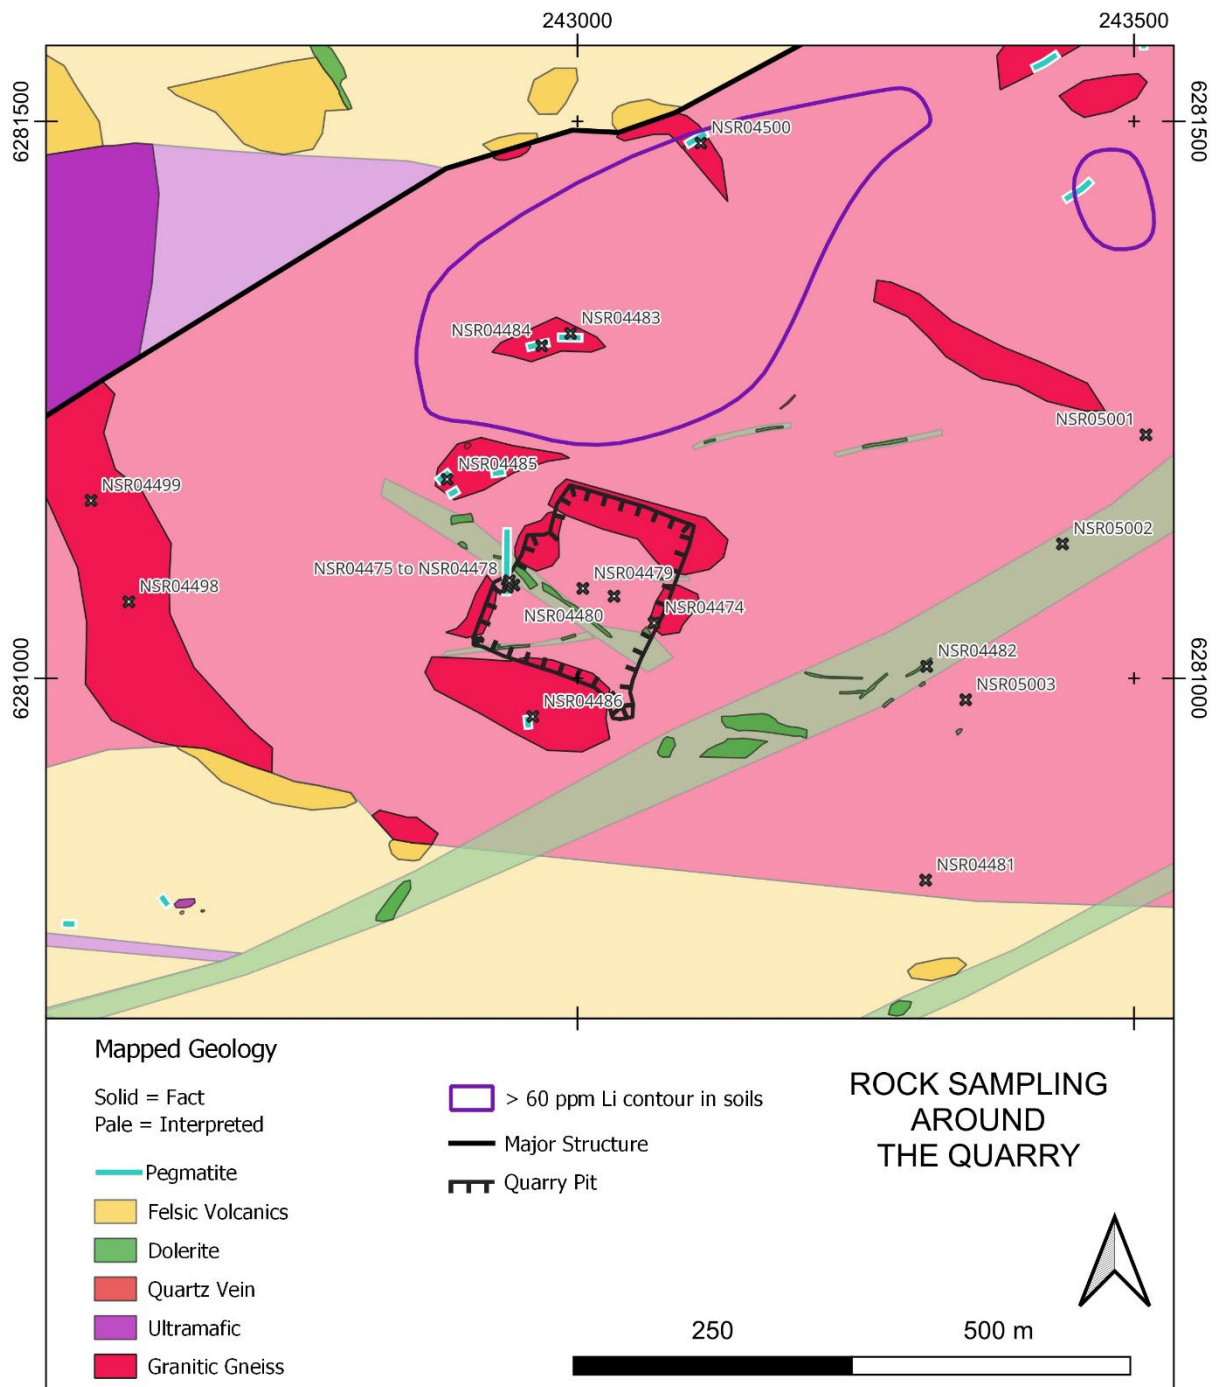 243000
243500
6281500
6281500
NSR04500
NSR04484
NSR04483
NSR05001
NSR04485
NSR04499
NSR05002
NSR04475 to NSR04478
NSR04479
NSR04498
NSR04480
NSR04474
NSR04482
6281000
6281000
NSR05003
NSR04486
NSR04481
Mapped Geology
Solid = Fact
Pale = Interpreted
Pegmatite
Felsic Volcanics
Dolerite
Quartz Vein
Ultramafic
Granitic Gneiss
> 60 ppm Li contour in soils
Major Structure
Quarry Pit
ROCK SAMPLING
AROUND
THE QUARRY
250
500 m